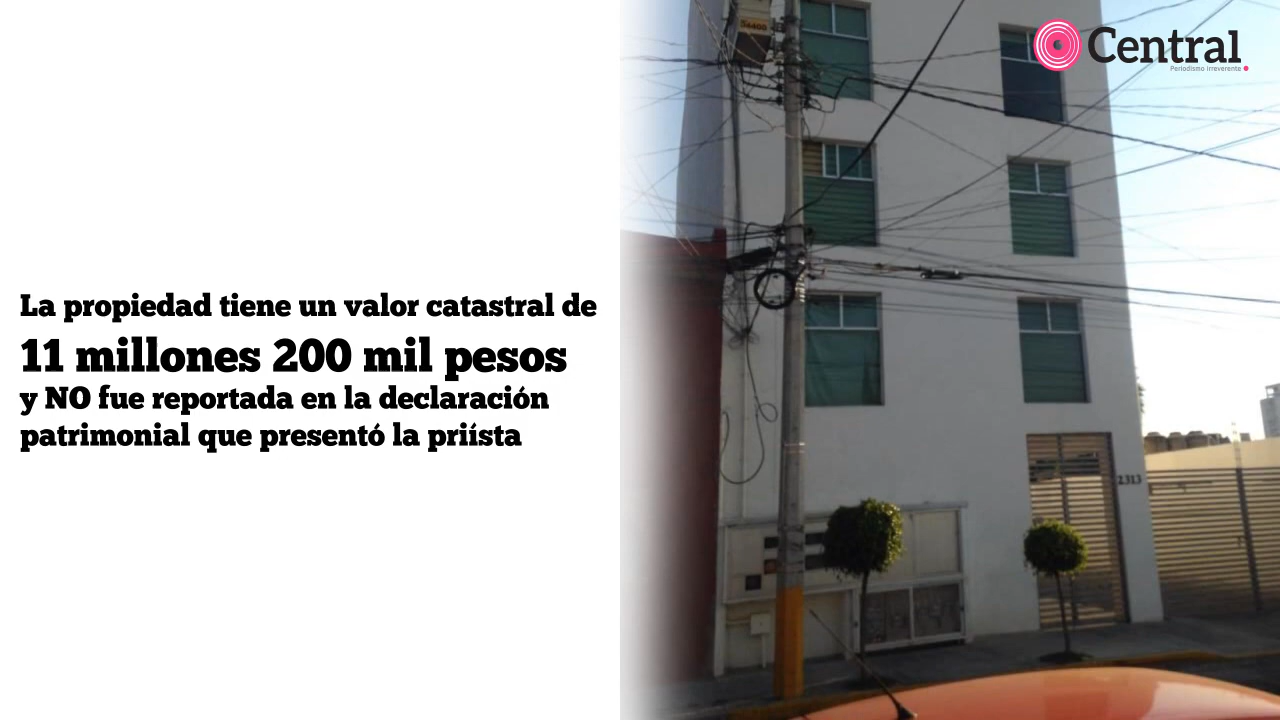 Central
Periodismo irreverente
La propiedad tiene un valor catastral de
11 millones 200 mil pesos
y NO fue reportada en la declaración
patrimonial que presentó la priísta
2313